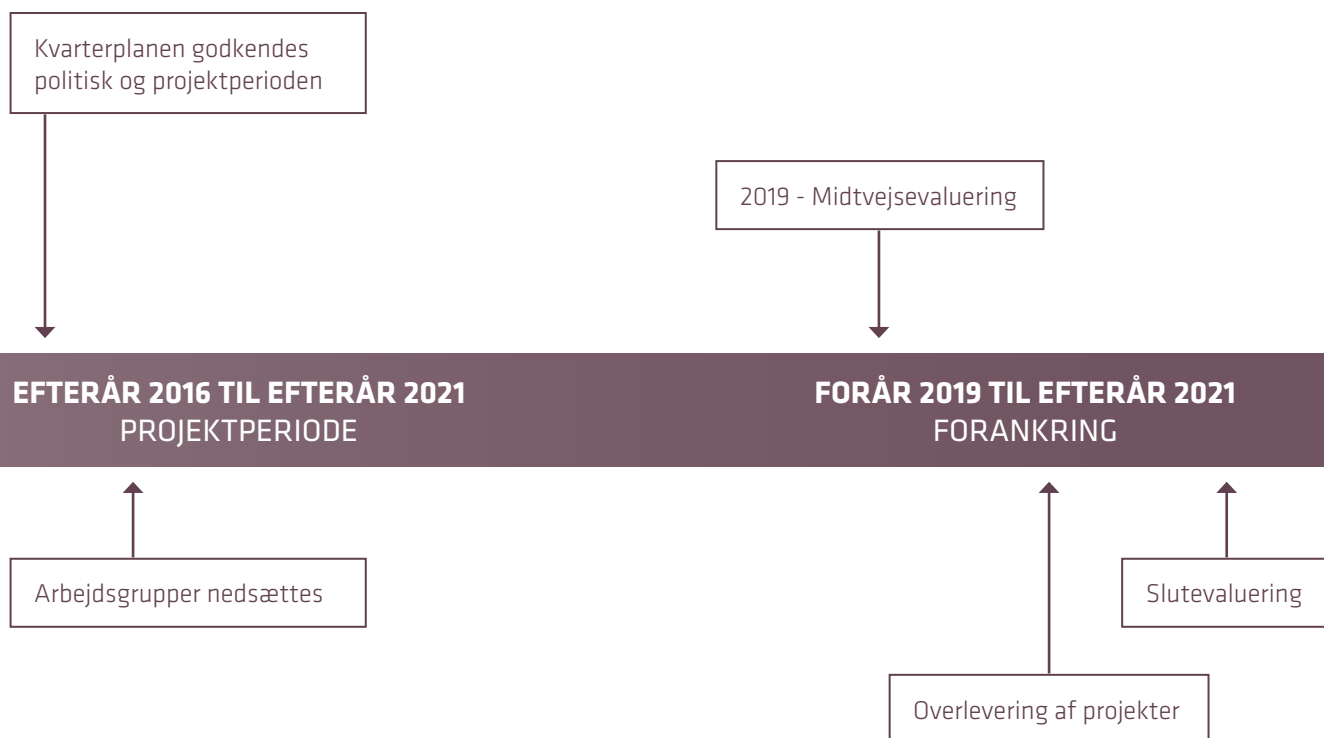 Kvarterplanen godkendes
politisk og projektperioden
2019 - Midtvejsevaluering
EFTERÅR 2016 TIL EFTERÅR 2021
PROJEKTPERIODE
FORÅR 2019 TIL EFTERÅR 2021
FORANKRING
Arbejdsgrupper nedsættes
Slutevaluering
Overlevering af projekter